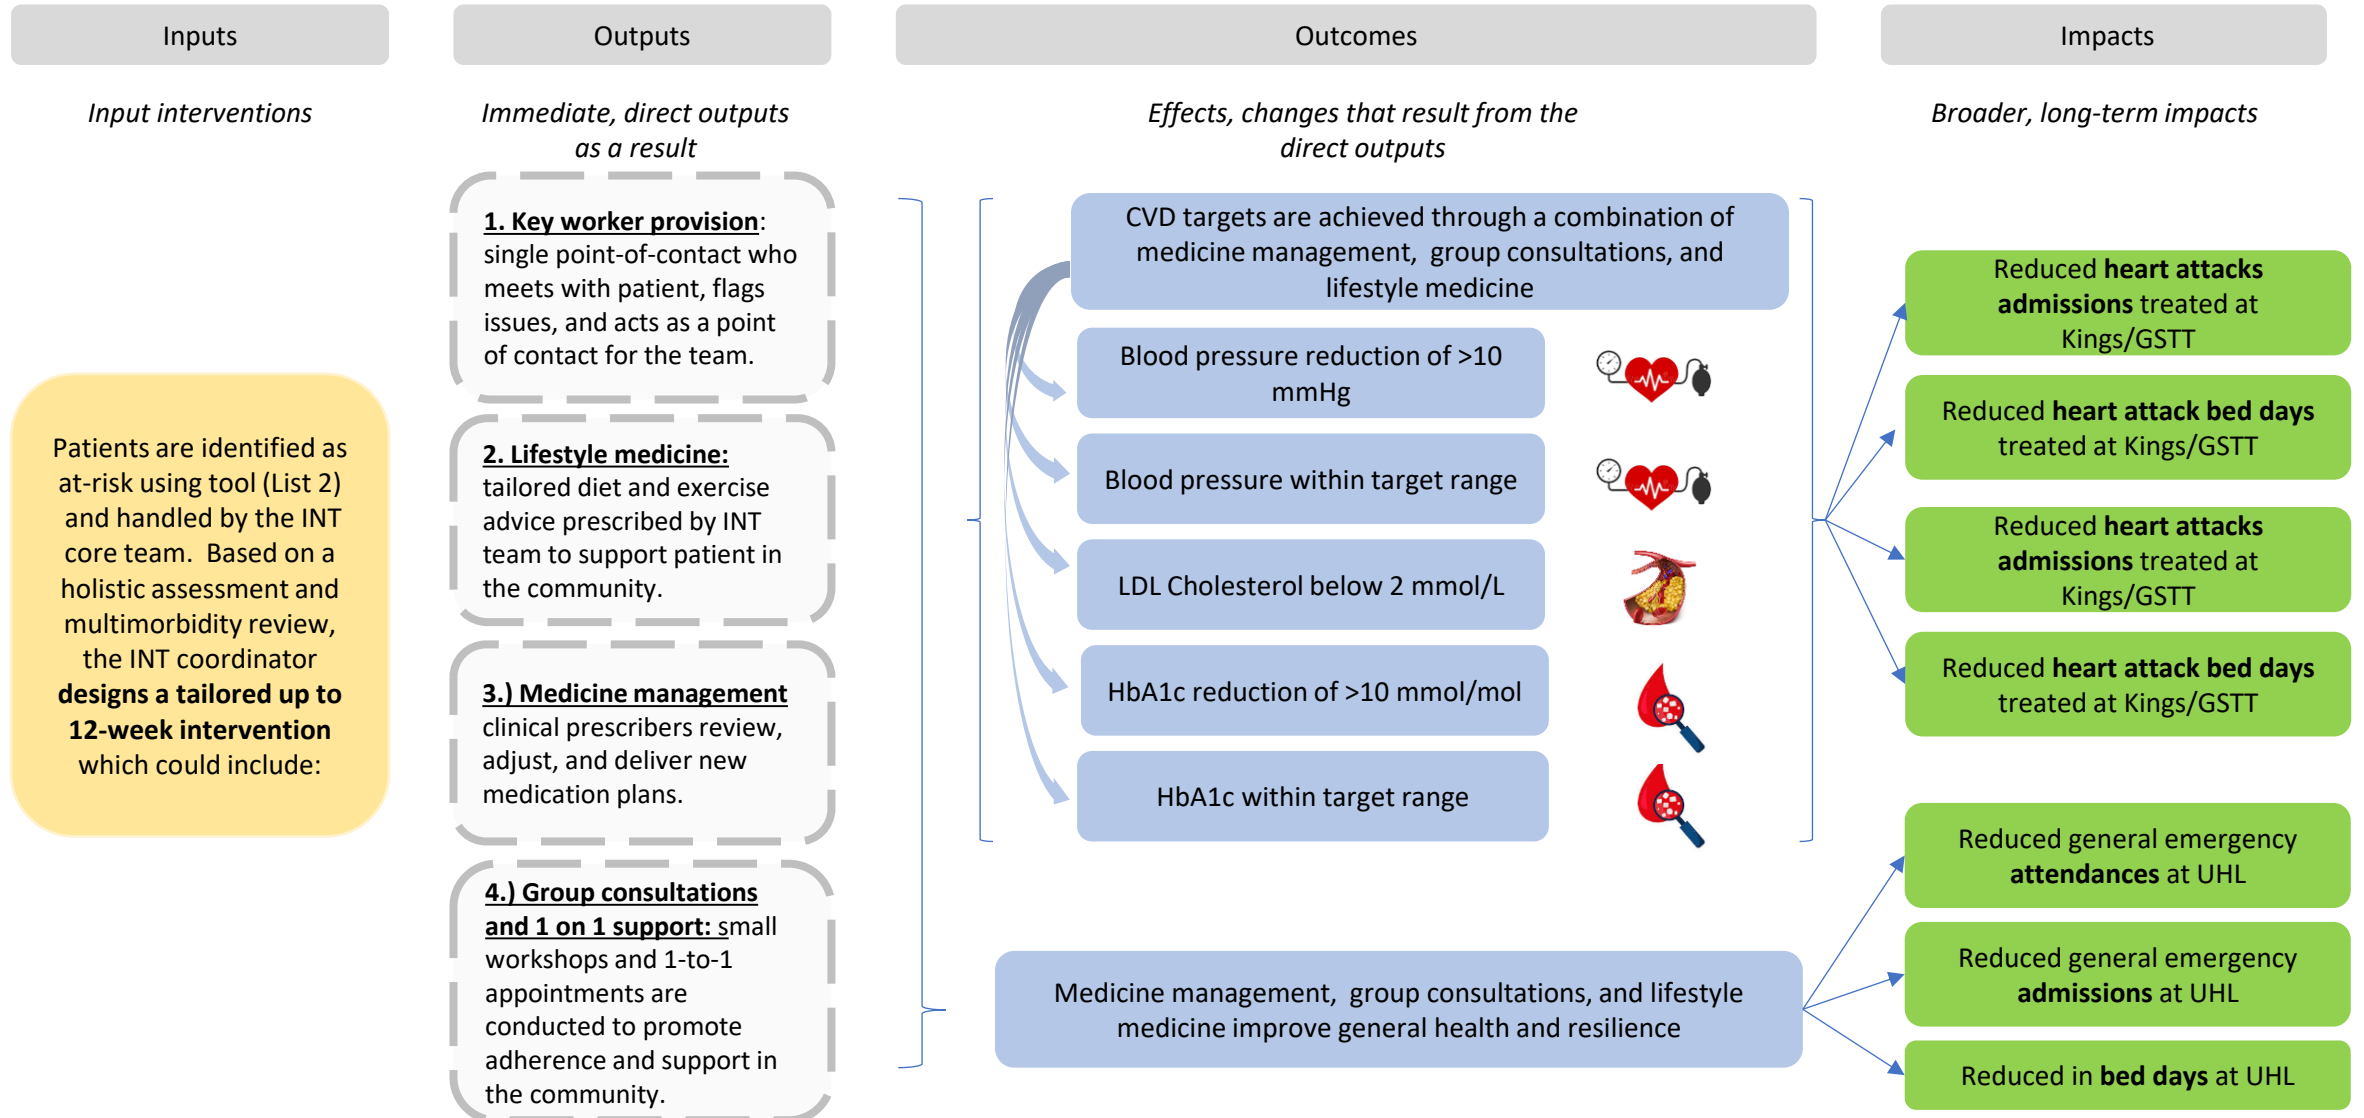 Inputs
Outputs
Outcomes
Impacts
Input interventions
Immediate, direct outputs
as a result
Effects, changes that result from the
direct outputs
Broader, long-term impacts
Patients are identified as
at-risk using tool (List 2)
and handled by the INT
core team.  Based on a
holistic assessment and
multimorbidity review,
the INT coordinator
designs a tailored up to
12-week intervention
which could include:
1. Key worker provision:
single point-of-contact who
meets with patient, flags
issues, and acts as a point
of contact for the team.
2. Lifestyle medicine:
tailored diet and exercise
advice prescribed by INT
team to support patient in
the community.
3.) Medicine management
clinical prescribers review,
adjust, and deliver new
medication plans.
4.) Group consultations
and 1 on 1 support: small
workshops and 1-to-1
appointments are
conducted to promote
adherence and support in
the community.
CVD targets are achieved through a combination of
medicine management,  group consultations, and
lifestyle medicine
Blood pressure reduction of >10
mmHg
Blood pressure within target range
LDL Cholesterol below 2 mmol/L
HbA1c reduction of >10 mmol/mol
HbA1c within target range
Medicine management,  group consultations, and lifestyle
medicine improve general health and resilience
Reduced heart attacks
admissions treated at
Kings/GSTT
Reduced heart attack bed days
treated at Kings/GSTT
Reduced heart attacks
admissions treated at
Kings/GSTT
Reduced heart attack bed days
treated at Kings/GSTT
Reduced general emergency
attendances at UHL
Reduced general emergency
admissions at UHL
Reduced in bed days at UHL